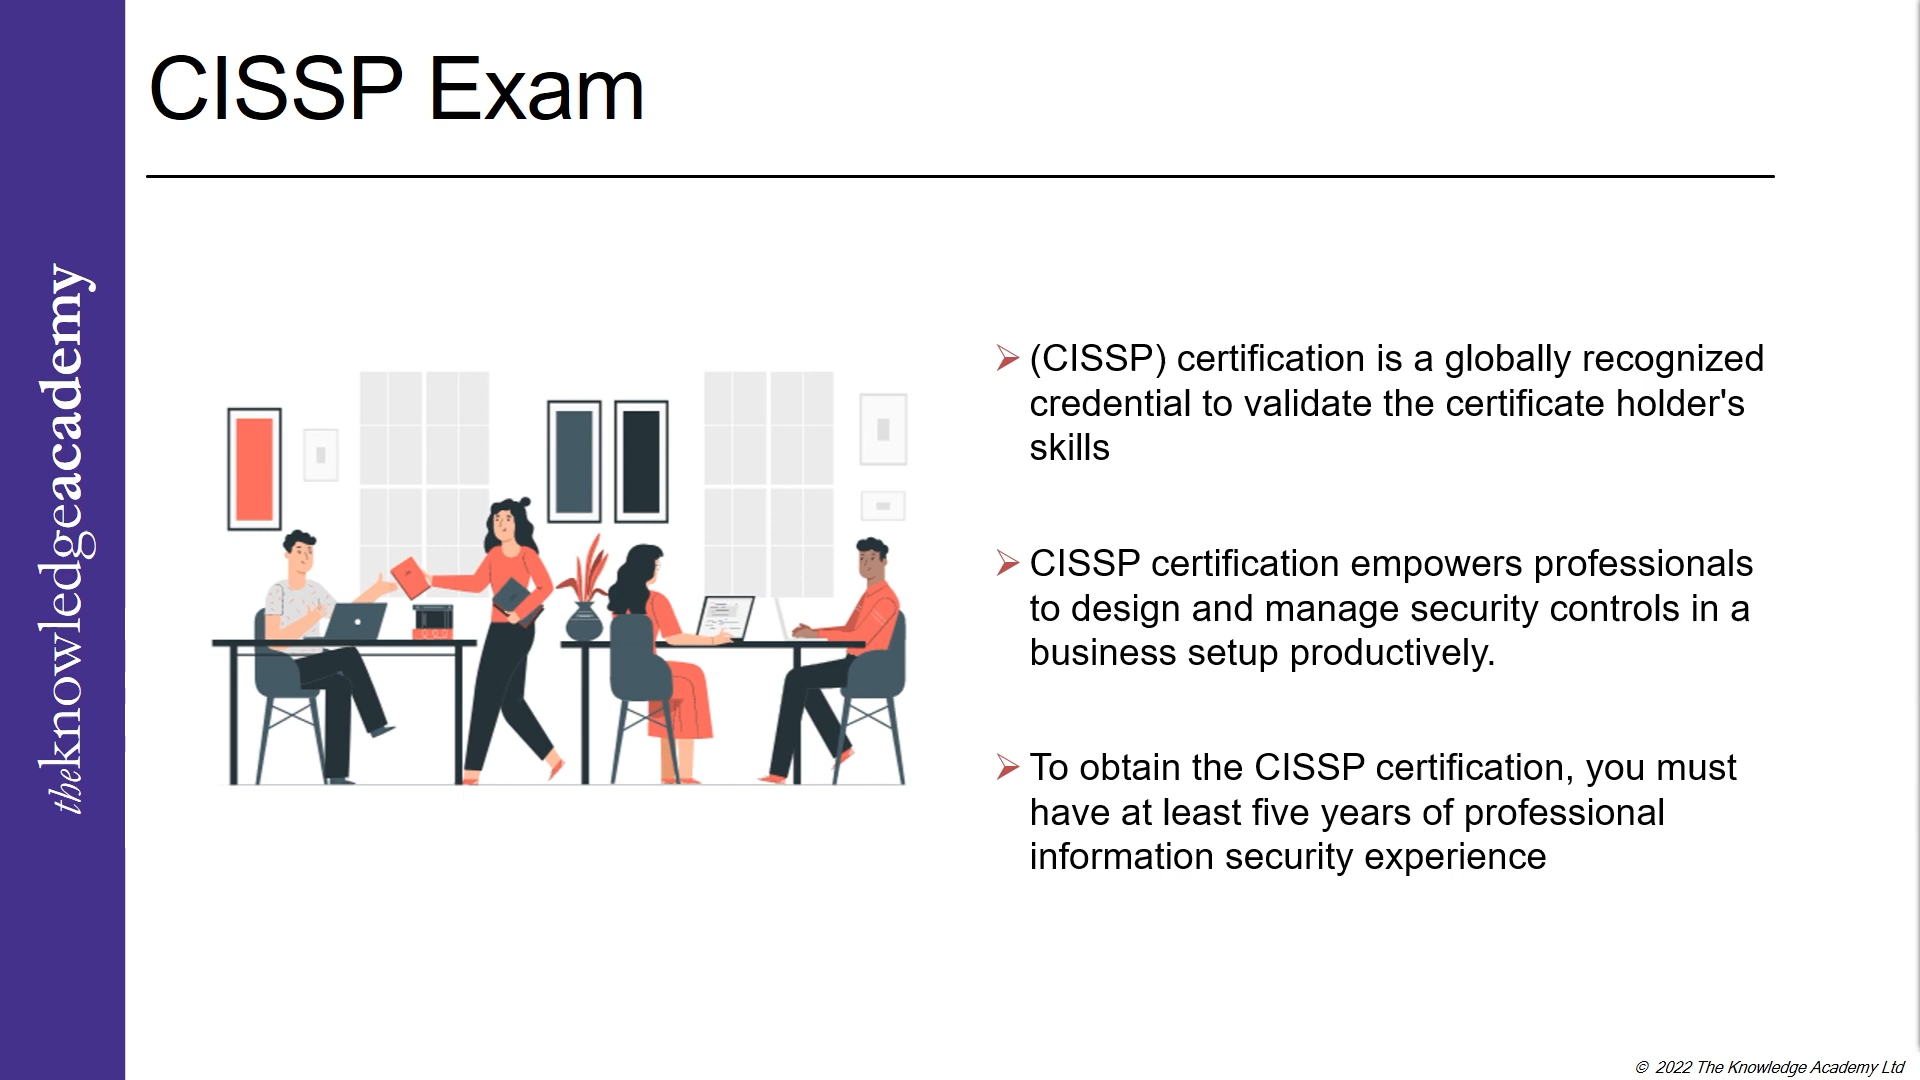 CISSP Exam
theknowledgeacademy
(CISSP) certification is a globally recognized
credential to validate the certificate holder's
skills
CISSP certification empowers professionals
to design and manage security controls in a
business setup productively.
To obtain the CISSP certification, you must
have at least five years of professional
information security experience
© 2022 The Knowledge Academy Ltd